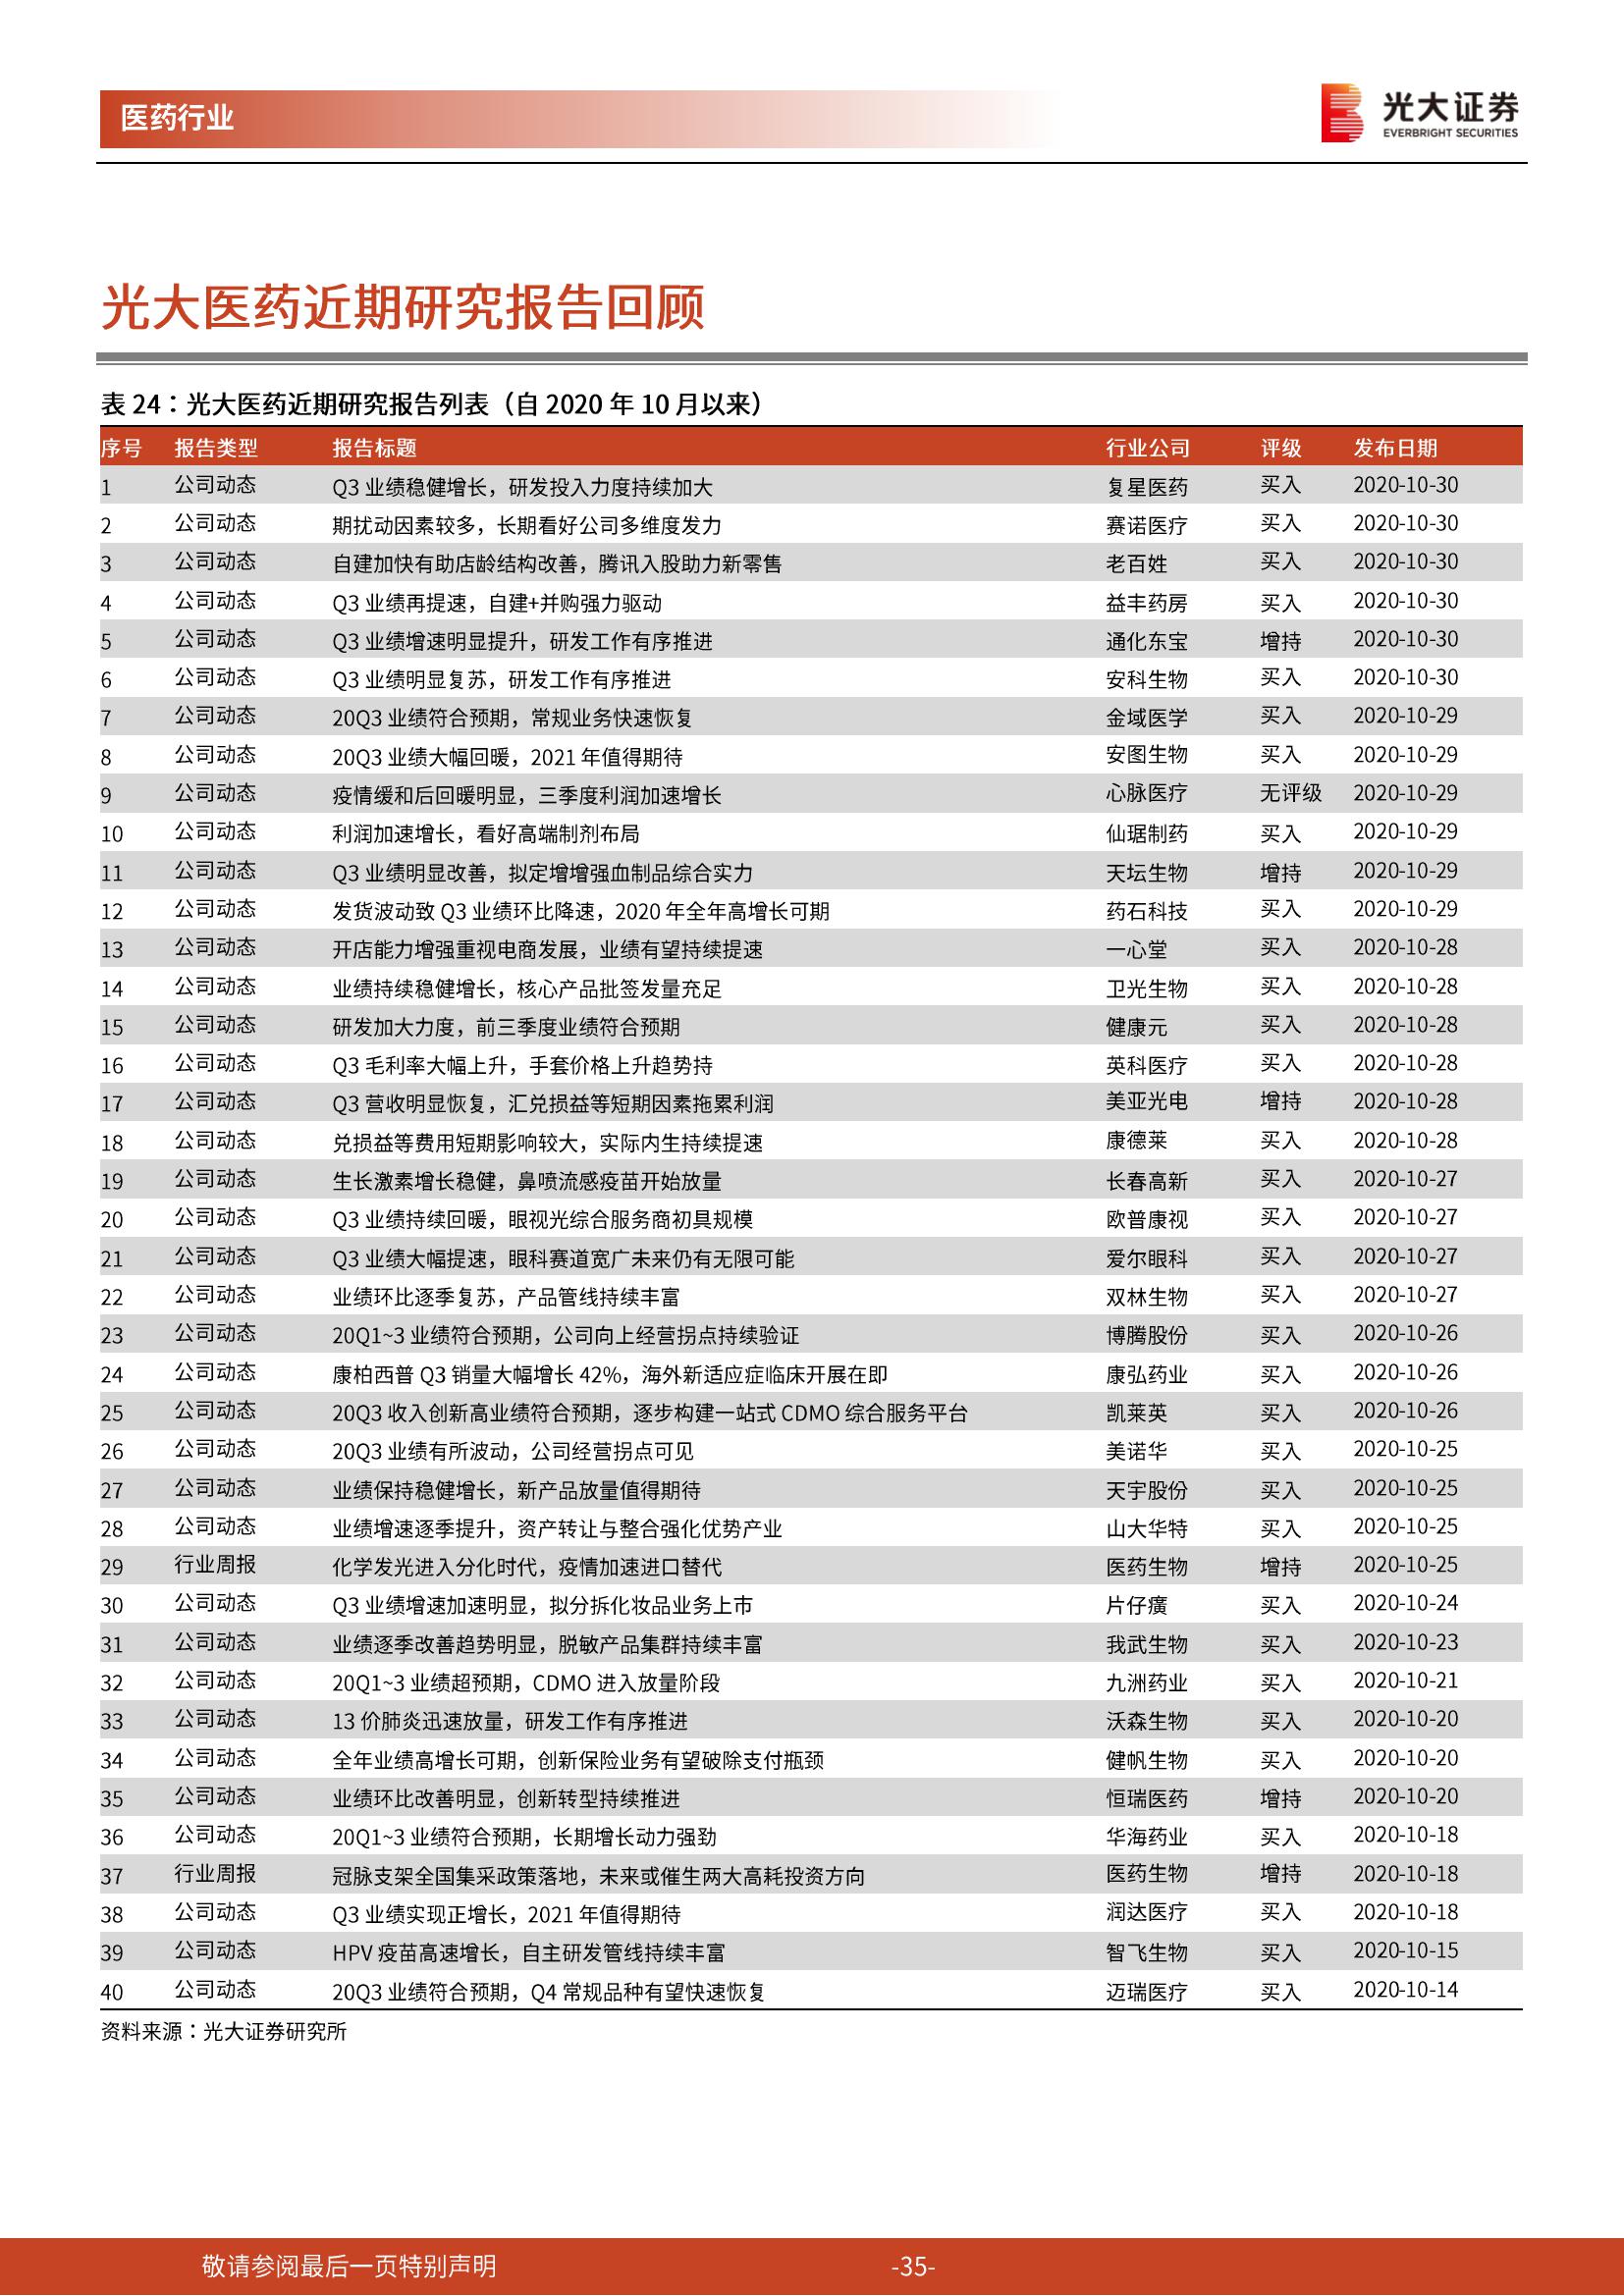 医药行业
光大证券
EVERBRIGHT SECURITIES
光大医药近期研究报告回顾
表 24：光大医药近期研究报告列表（自 2020 年 10 月以来）
序号 报告类型 报告标题 行业公司 评级 发布日期
1 公司动态 Q3 业绩稳健增长，研发投入力度持续加大 复星医药 买入 2020-10-30
2 公司动态 期扰动因素较多，长期看好公司多维度发力 赛诺医疗 买入 2020-10-30
3 公司动态 自建加快有助店龄结构改善，腾讯入股助力新零售 老百姓 买入 2020-10-30
4 公司动态 Q3 业绩再提速，自建+并购强力驱动 益丰药房 买入 2020-10-30
5 公司动态 Q3 业绩增速明显提升，研发工作有序推进 通化东宝 增持 2020-10-30
6 公司动态 Q3 业绩明显复苏，研发工作有序推进 安科生物 买入 2020-10-30
7 公司动态 20Q3 业绩符合预期，常规业务快速恢复 金域医学 买入 2020-10-29
8 公司动态 20Q3 业绩大幅回暖，2021 年值得期待 安图生物 买入 2020-10-29
9 公司动态 疫情缓和后回暖明显，三季度利润加速增长 心脉医疗 无评级 2020-10-29
10 公司动态 利润加速增长，看好高端制剂布局 仙琚制药 买入 2020-10-29
11 公司动态 Q3 业绩明显改善，拟定增增强血制品综合实力 天坛生物 增持 2020-10-29
12 公司动态 发货波动致 Q3 业绩环比降速，2020 年全年高增长可期 药石科技 买入 2020-10-29
13 公司动态 开店能力增强重视电商发展，业绩有望持续提速 一心堂 买入 2020-10-28
14 公司动态 业绩持续稳健增长，核心产品批签发量充足 卫光生物 买入 2020-10-28
15 公司动态 研发加大力度，前三季度业绩符合预期 健康元 买入 2020-10-28
16 公司动态 Q3 毛利率大幅上升，手套价格上升趋势持 英科医疗 买入 2020-10-28
17 公司动态 Q3 营收明显恢复，汇兑损益等短期因素拖累利润 美亚光电 增持 2020-10-28
18 公司动态 兑损益等费用短期影响较大，实际内生持续提速 康德莱 买入 2020-10-28
19 公司动态 生长激素增长稳健，鼻喷流感疫苗开始放量 长春高新 买入 2020-10-27
20 公司动态 Q3 业绩持续回暖，眼视光综合服务商初具规模 欧普康视 买入 2020-10-27
21 公司动态 Q3 业绩大幅提速，眼科赛道宽广未来仍有无限可能 爱尔眼科 买入 2020-10-27
22 公司动态 业绩环比逐季复苏，产品管线持续丰富 双林生物 买入 2020-10-27
23 公司动态 20Q1~3 业绩符合预期，公司向上经营拐点持续验证 博腾股份 买入 2020-10-26
24 公司动态 康柏西普 Q3 销量大幅增长 42%，海外新适应症临床开展在即 康弘药业 买入 2020-10-26
25 公司动态 20Q3 收入创新高业绩符合预期，逐步构建一站式 CDMO 综合服务平台 凯莱英 买入 2020-10-26
26 公司动态 20Q3 业绩有所波动，公司经营拐点可见 美诺华 买入 2020-10-25
27 公司动态 业绩保持稳健增长，新产品放量值得期待 天宇股份 买入 2020-10-25
28 公司动态 业绩增速逐季提升，资产转让与整合强化优势产业 山大华特 买入 2020-10-25
29 行业周报 化学发光进入分化时代，疫情加速进口替代 医药生物 增持 2020-10-25
30 公司动态 Q3 业绩增速加速明显，拟分拆化妆品业务上市 片仔癀 买入 2020-10-24
31 公司动态 业绩逐季改善趋势明显，脱敏产品集群持续丰富 我武生物 买入 2020-10-23
32 公司动态 20Q1~3 业绩超预期，CDMO 进入放量阶段 九洲药业 买入 2020-10-21
33 公司动态 13 价肺炎迅速放量，研发工作有序推进 沃森生物 买入 2020-10-20
34 公司动态 全年业绩高增长可期，创新保险业务有望破除支付瓶颈 健帆生物 买入 2020-10-20
35 公司动态 业绩环比改善明显，创新转型持续推进 恒瑞医药 增持 2020-10-20
36 公司动态 20Q1~3 业绩符合预期，长期增长动力强劲 华海药业 买入 2020-10-18
37 行业周报 冠脉支架全国集采政策落地，未来或催生两大高耗投资方向 医药生物 增持 2020-10-18
38 公司动态 Q3 业绩实现正增长，2021 年值得期待 润达医疗 买入 2020-10-18
39 公司动态 HPV 疫苗高速增长，自主研发管线持续丰富 智飞生物 买入 2020-10-15
40 公司动态 20Q3 业绩符合预期，Q4 常规品种有望快速恢复 迈瑞医疗 买入 2020-10-14
资料来源：光大证券研究所
敬请参阅最后一页特别声明 -35-